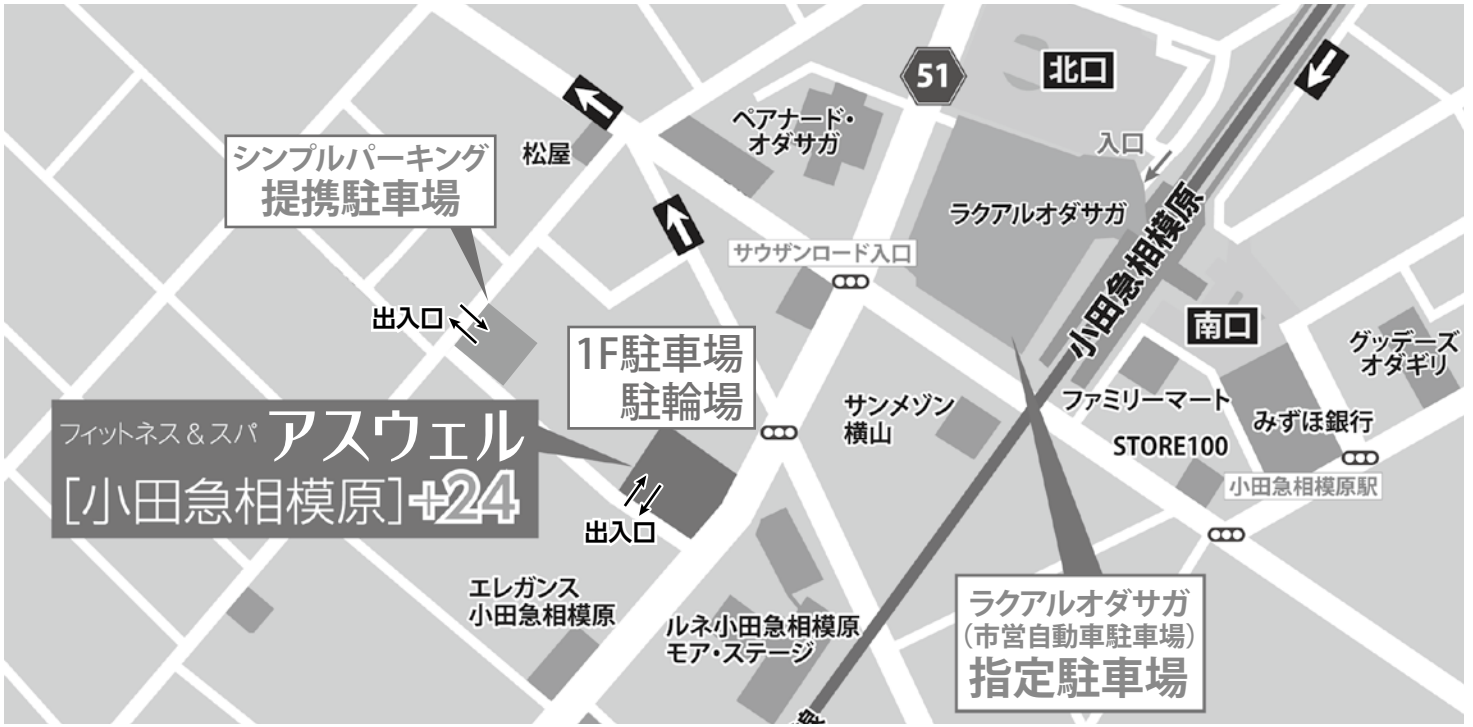 51
北口
ペアナード・
オダサガ
シンプルパーキング
提携駐車場
松屋
入口
ラクアルオダサガ
小田急相模原
サウザンロード入口
出入口
南口
1F駐車場
駐輪場
グッデーズ
オダギリ
サンメゾン
横山
ファミリーマート
みずほ銀行
STORE100
フィットネス&スパ アスウェル
[小田急相模原]+24
小田急相模原駅
出入口
エレガンス
小田急相模原
ルネ小田急相模原
モア・ステージ
ラクアルオダサガ
(市営自動車駐車場)
指定駐車場